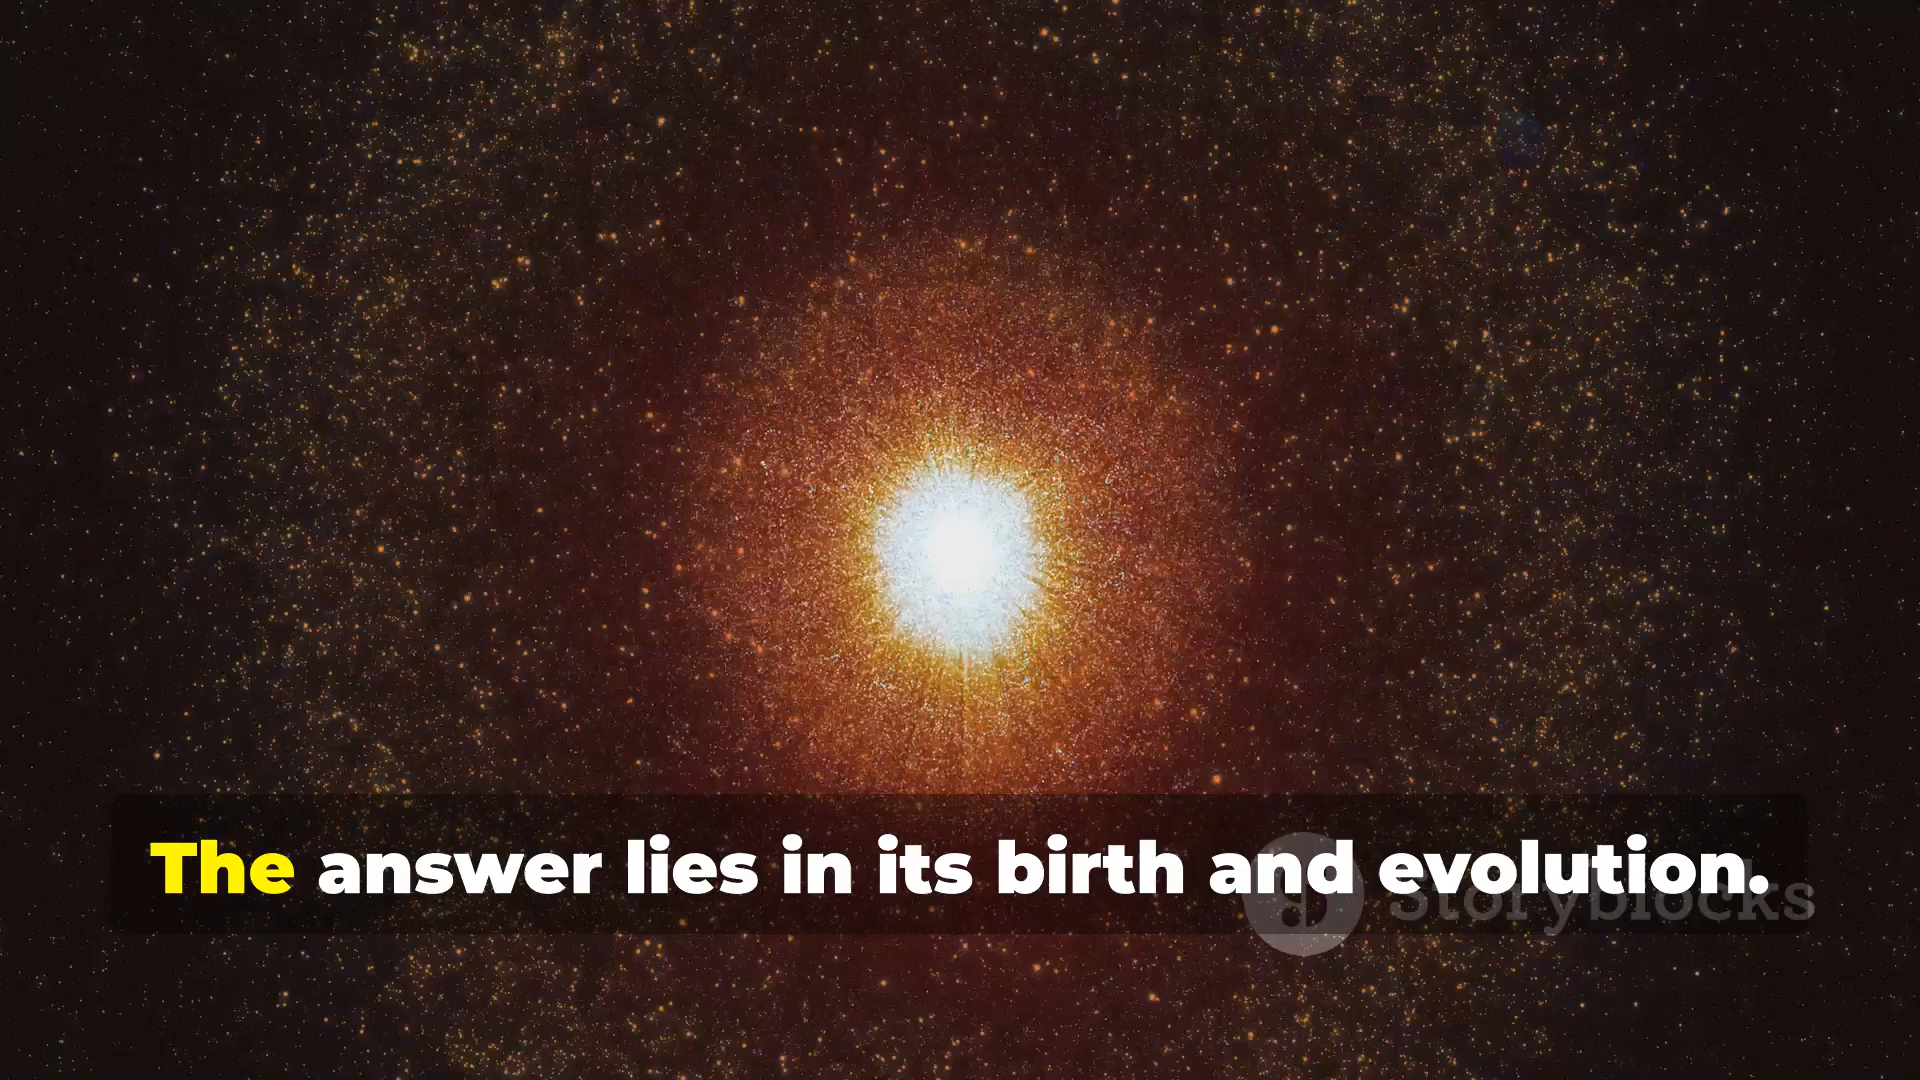 The answer lies in its birth and evolution.
Storyblocks